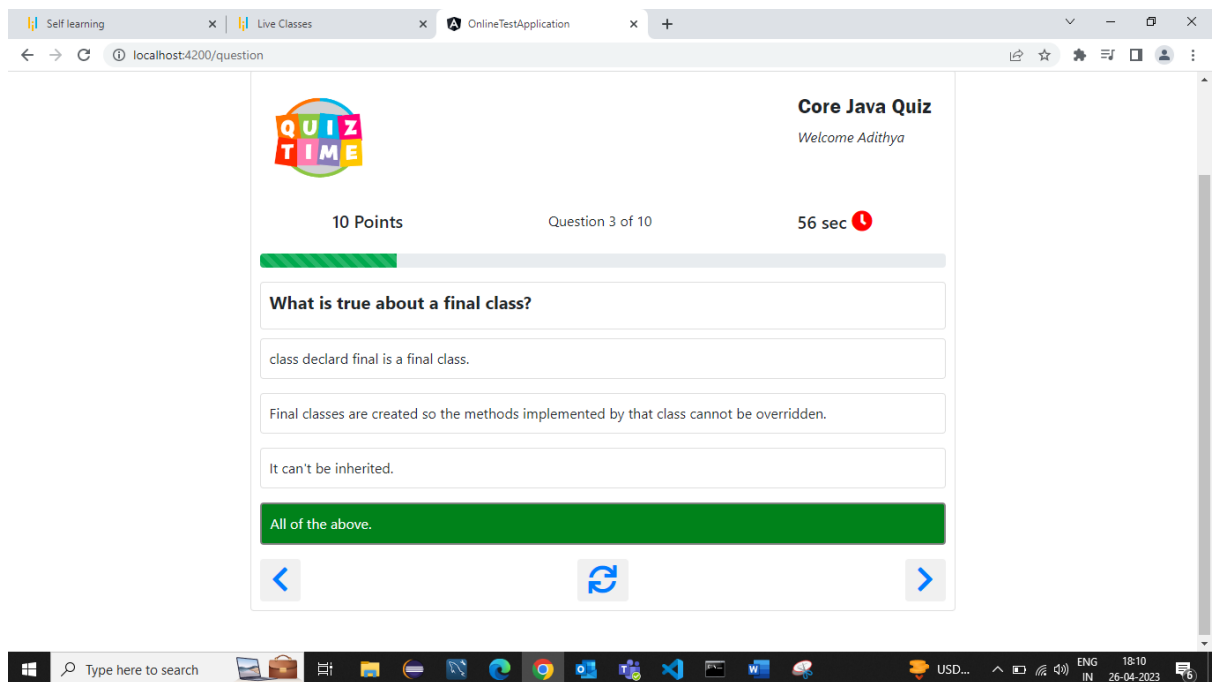 Self learning
Live Classes
OnlineTestApplication
localhost:4200/question
QUIZ
TIME
Core Java Quiz
Welcome Adithya
10 Points
Question 3 of 10
56 sec
What is true about a final class?
class declard final is a final class.
Final classes are created so the methods implemented by that class cannot be overridden.
It can't be inherited.
All of the above.
Type here to search
USD...
ENG
IN
18:10
26-04-2023
6